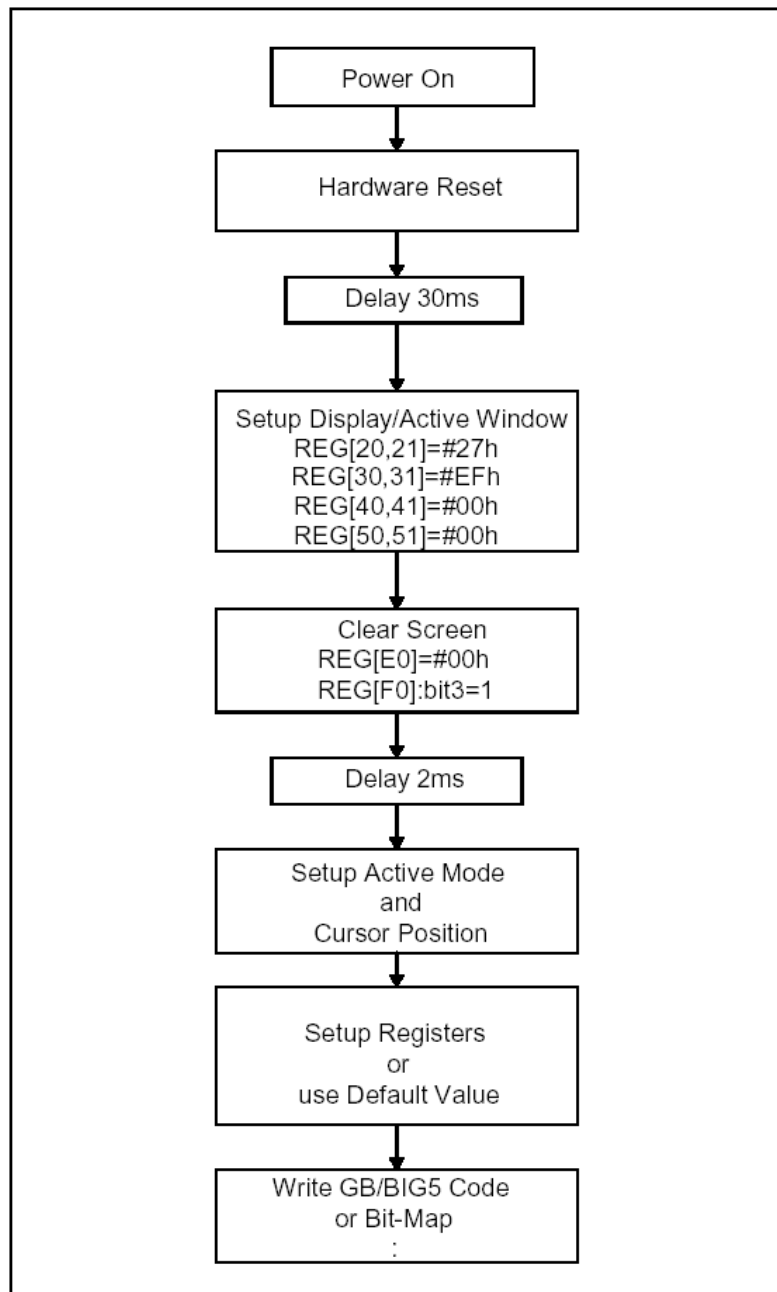 Power On
Hardware Reset
Delay 30ms
Setup Display/Active Window
REG[20,21]=#27h
REG[30,31]=#EFh
REG[40,41]=#00h
REG[50,51]=#00h
Clear Screen
REG[E0]=#00h
REG[F0]:bit3=1
Delay 2ms
Setup Active Mode
and
Cursor Position
Setup Registers
or
use Default Value
Write GB/BIG5 Code
or Bit-Map
: